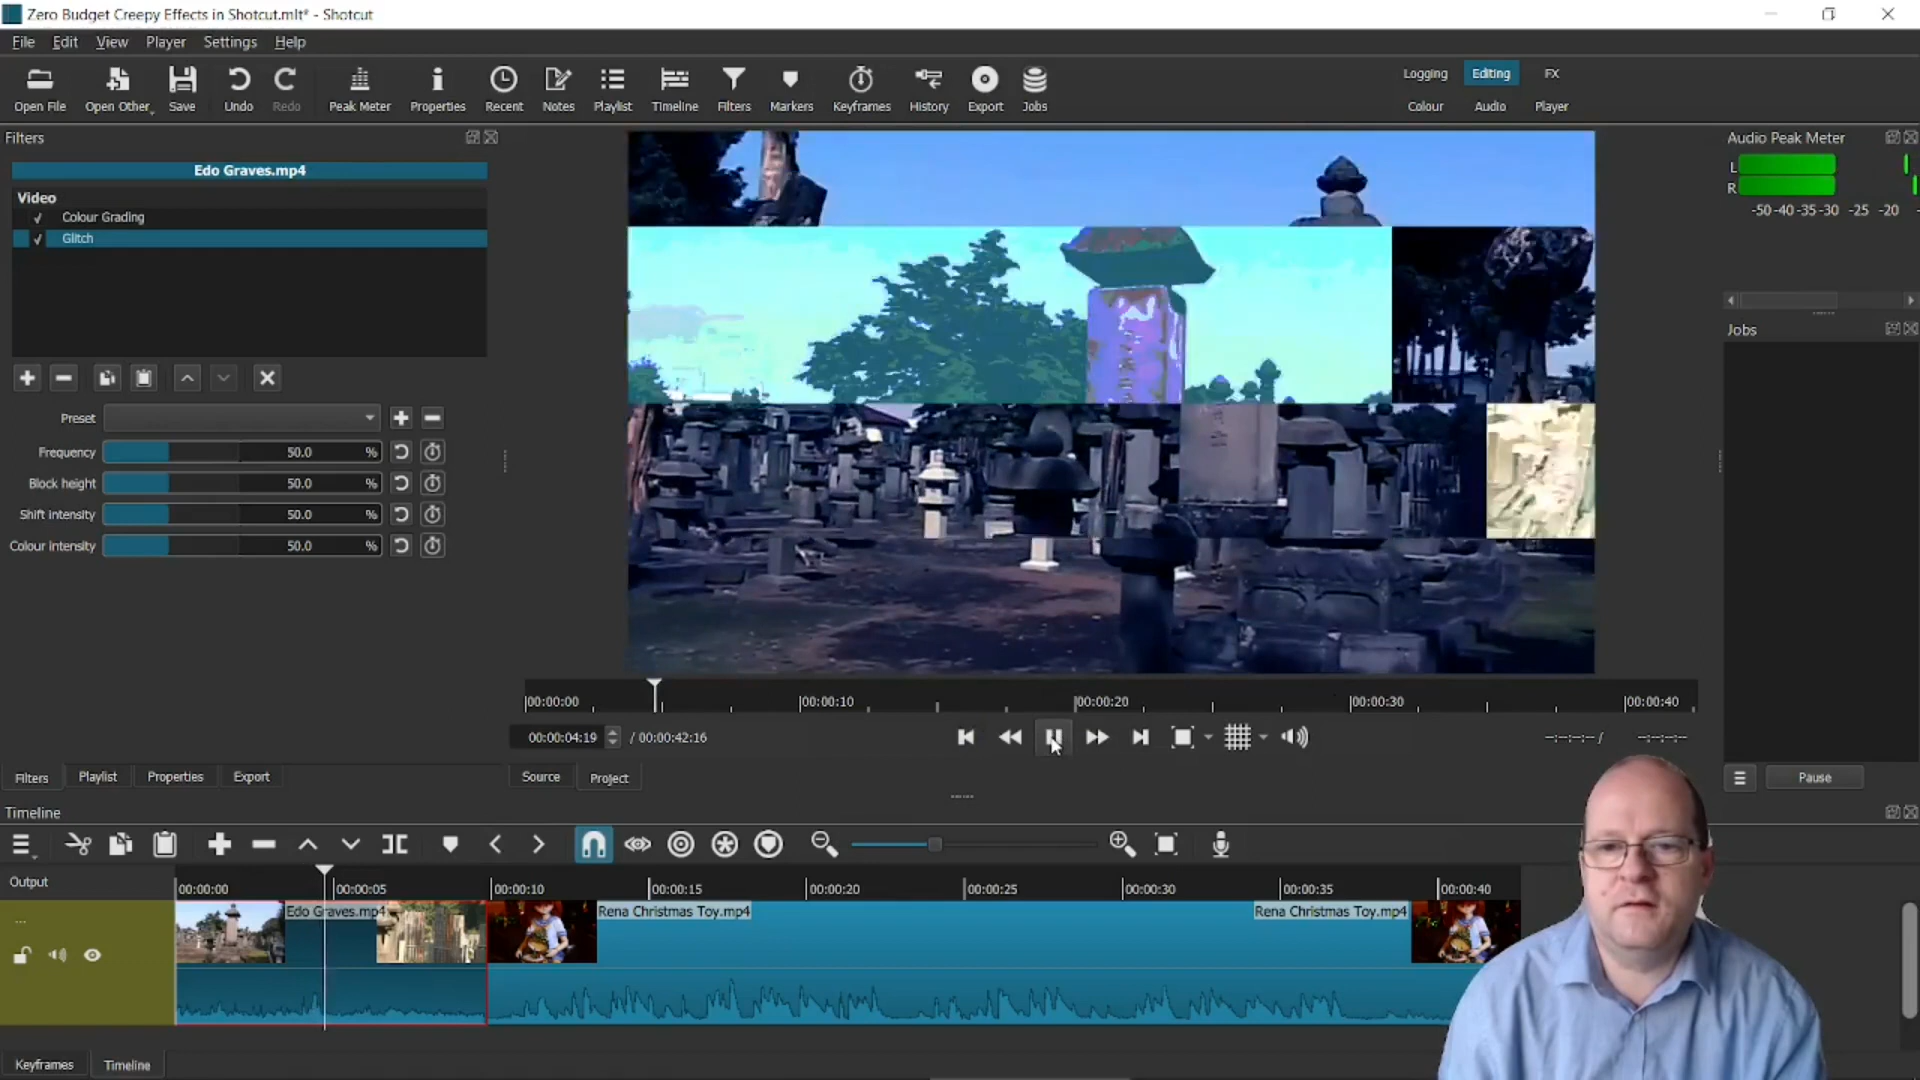 Zero Budget Creepy Effects in Shotcut.mlt* - Shotcut
File Edit View Player Settings Help
Open File Open Other Save Undo Redo Peak Meter Properties Recent Notes Playlist Timeline Filters Markers Keyframes History Export Jobs
Logging Editing FX
Colour Audio Player
Filters
Edo Graves.mp4
Video
Colour Grading
Glitch
Preset
Frequency 50.0 %
Block height 50.0 %
Shift intensity 50.0 %
Colour intensity 50.0 %
Audio Peak Meter
L
R
-50 -40 -35 -30 -25 -20
Jobs
00:00:00 00:00:10 00:00:20 00:00:30 00:00:40
00:00:04:19 / 00:00:42:16
--:--:--:-- / --:--:--:--
Filters Playlist Properties Export
Source Project
Pause
Timeline
Output
00:00:00 00:00:05 00:00:10 00:00:15 00:00:20 00:00:25 00:00:30 00:00:35 00:00:40
Edo Graves.mp4 Rena Christmas Toy.mp4 Rena Christmas Toy.mp4
...
Keyframes Timeline